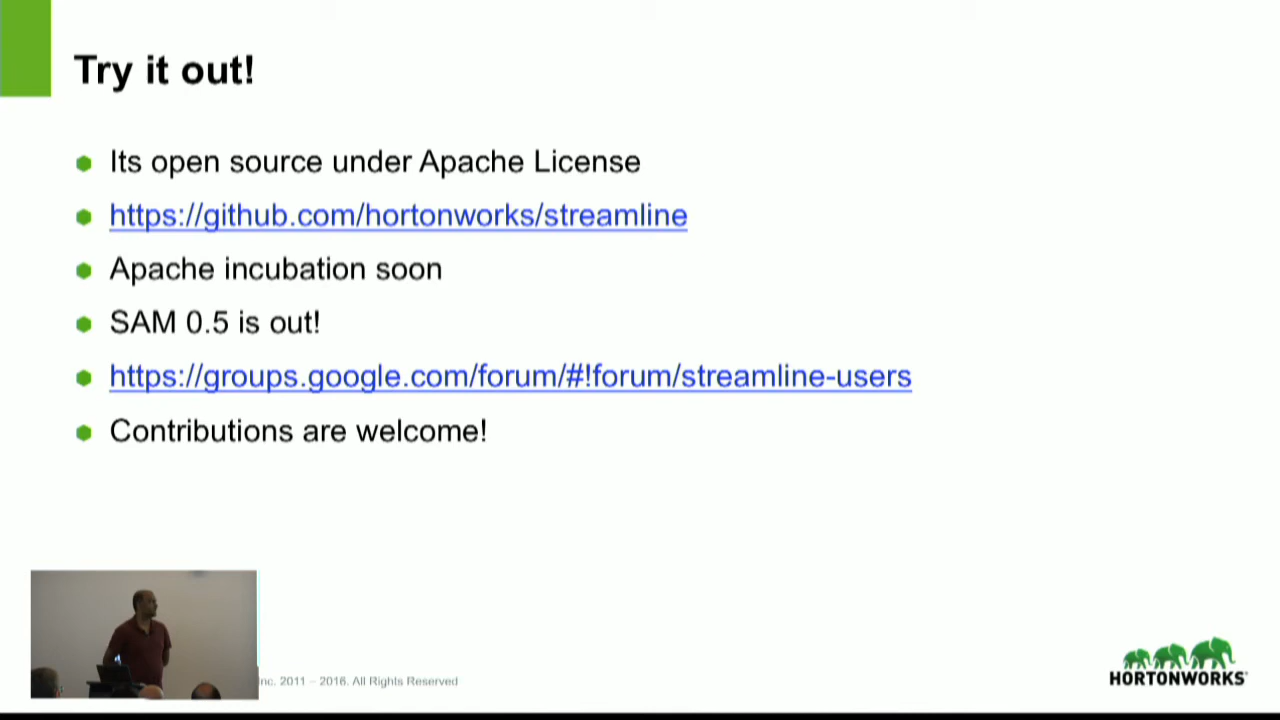 Try it out!
Its open source under Apache License
https://github.com/hortonworks/streamline
Apache incubation soon
SAM 0.5 is out!
https://groups.google.com/forum/#!forum/streamline-users
Contributions are welcome!
Inc. 2011 – 2016. All Rights Reserved
HORTONWORKS